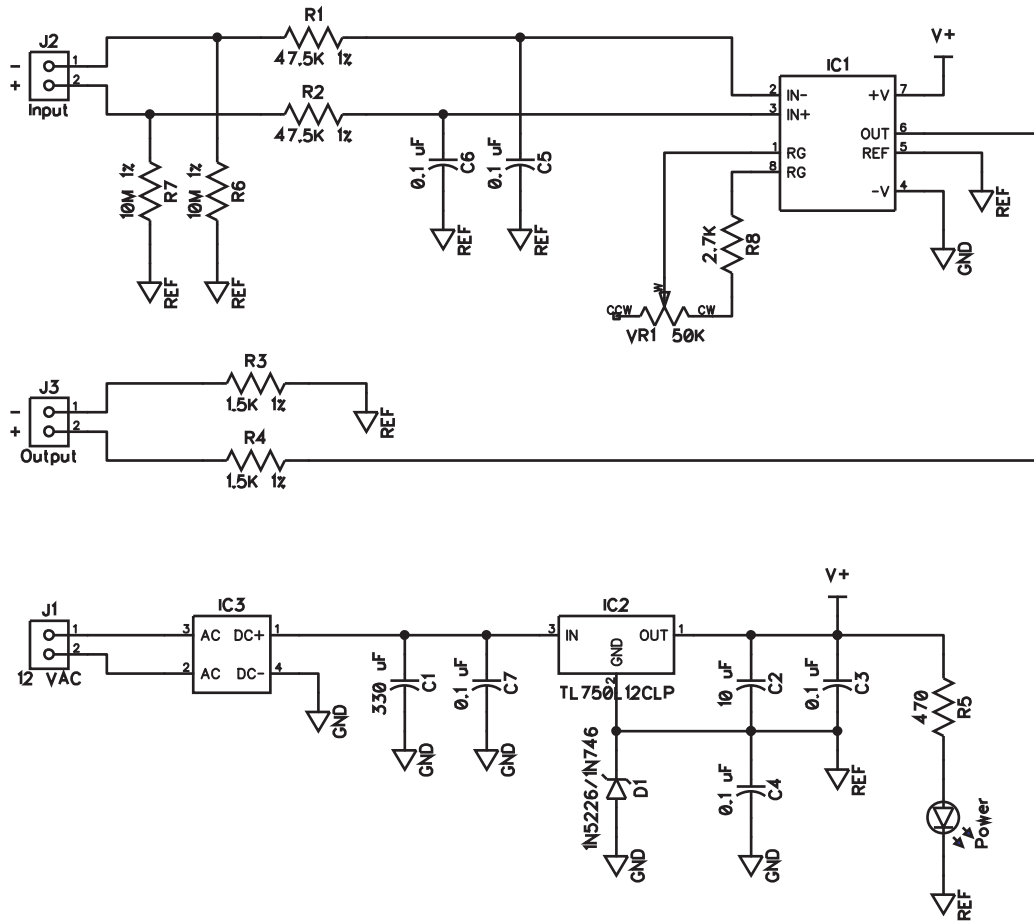 J2
-
+
1
2
Input
R1
47.5K 1%
R2
47.5K 1%
10M 1%
R7
REF
10M 1%
R6
REF
0.1 uF
C6
REF
0.1 uF
C5
REF
IC1
2 IN-
3 IN+
1 RG
8 RG
+V 7
OUT 6
REF 5
-V 4
V+
REF
GND
2.7K
R8
CCW
W
CW
VR1 50K
J3
-
+
1
2
Output
R3
1.5K 1%
REF
R4
1.5K 1%
J1
1
2
12 VAC
IC3
3 AC DC+ 1
2 AC DC- 4
GND
330 uF
C1
GND
0.1 uF
C7
GND
IC2
3 IN OUT 1
GND
2
TL750L12CLP
1N5226/1N746
D1
GND
10 uF
C2
0.1 uF
C4
GND
V+
0.1 uF
C3
REF
470
R5
Power
REF